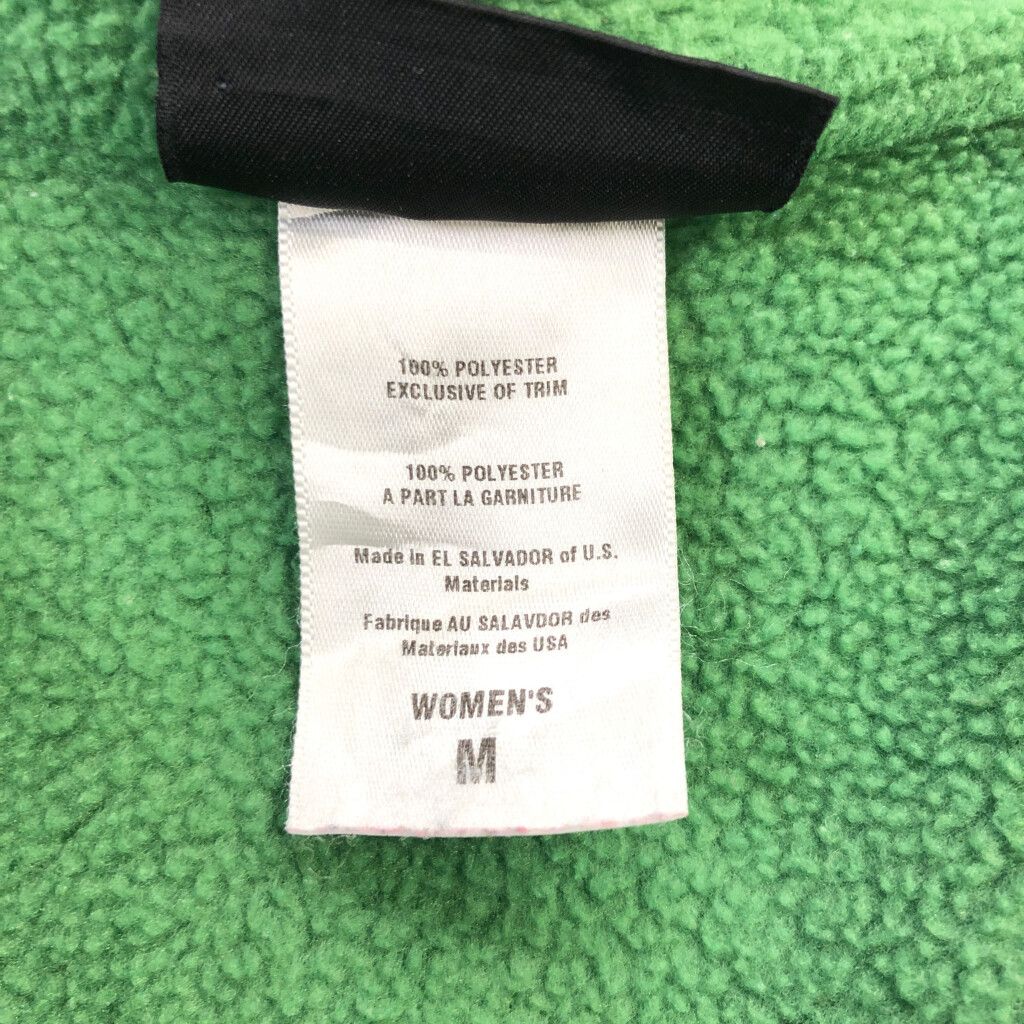 100% POLYESTER
EXCLUSIVE OF TRIM
100% POLYESTER
A PART LA GARNITURE
Made in EL SALVADOR of U.S.
Materials
Fabrique AU SALAVDOR des
Materiaux des USA
WOMEN'S
M